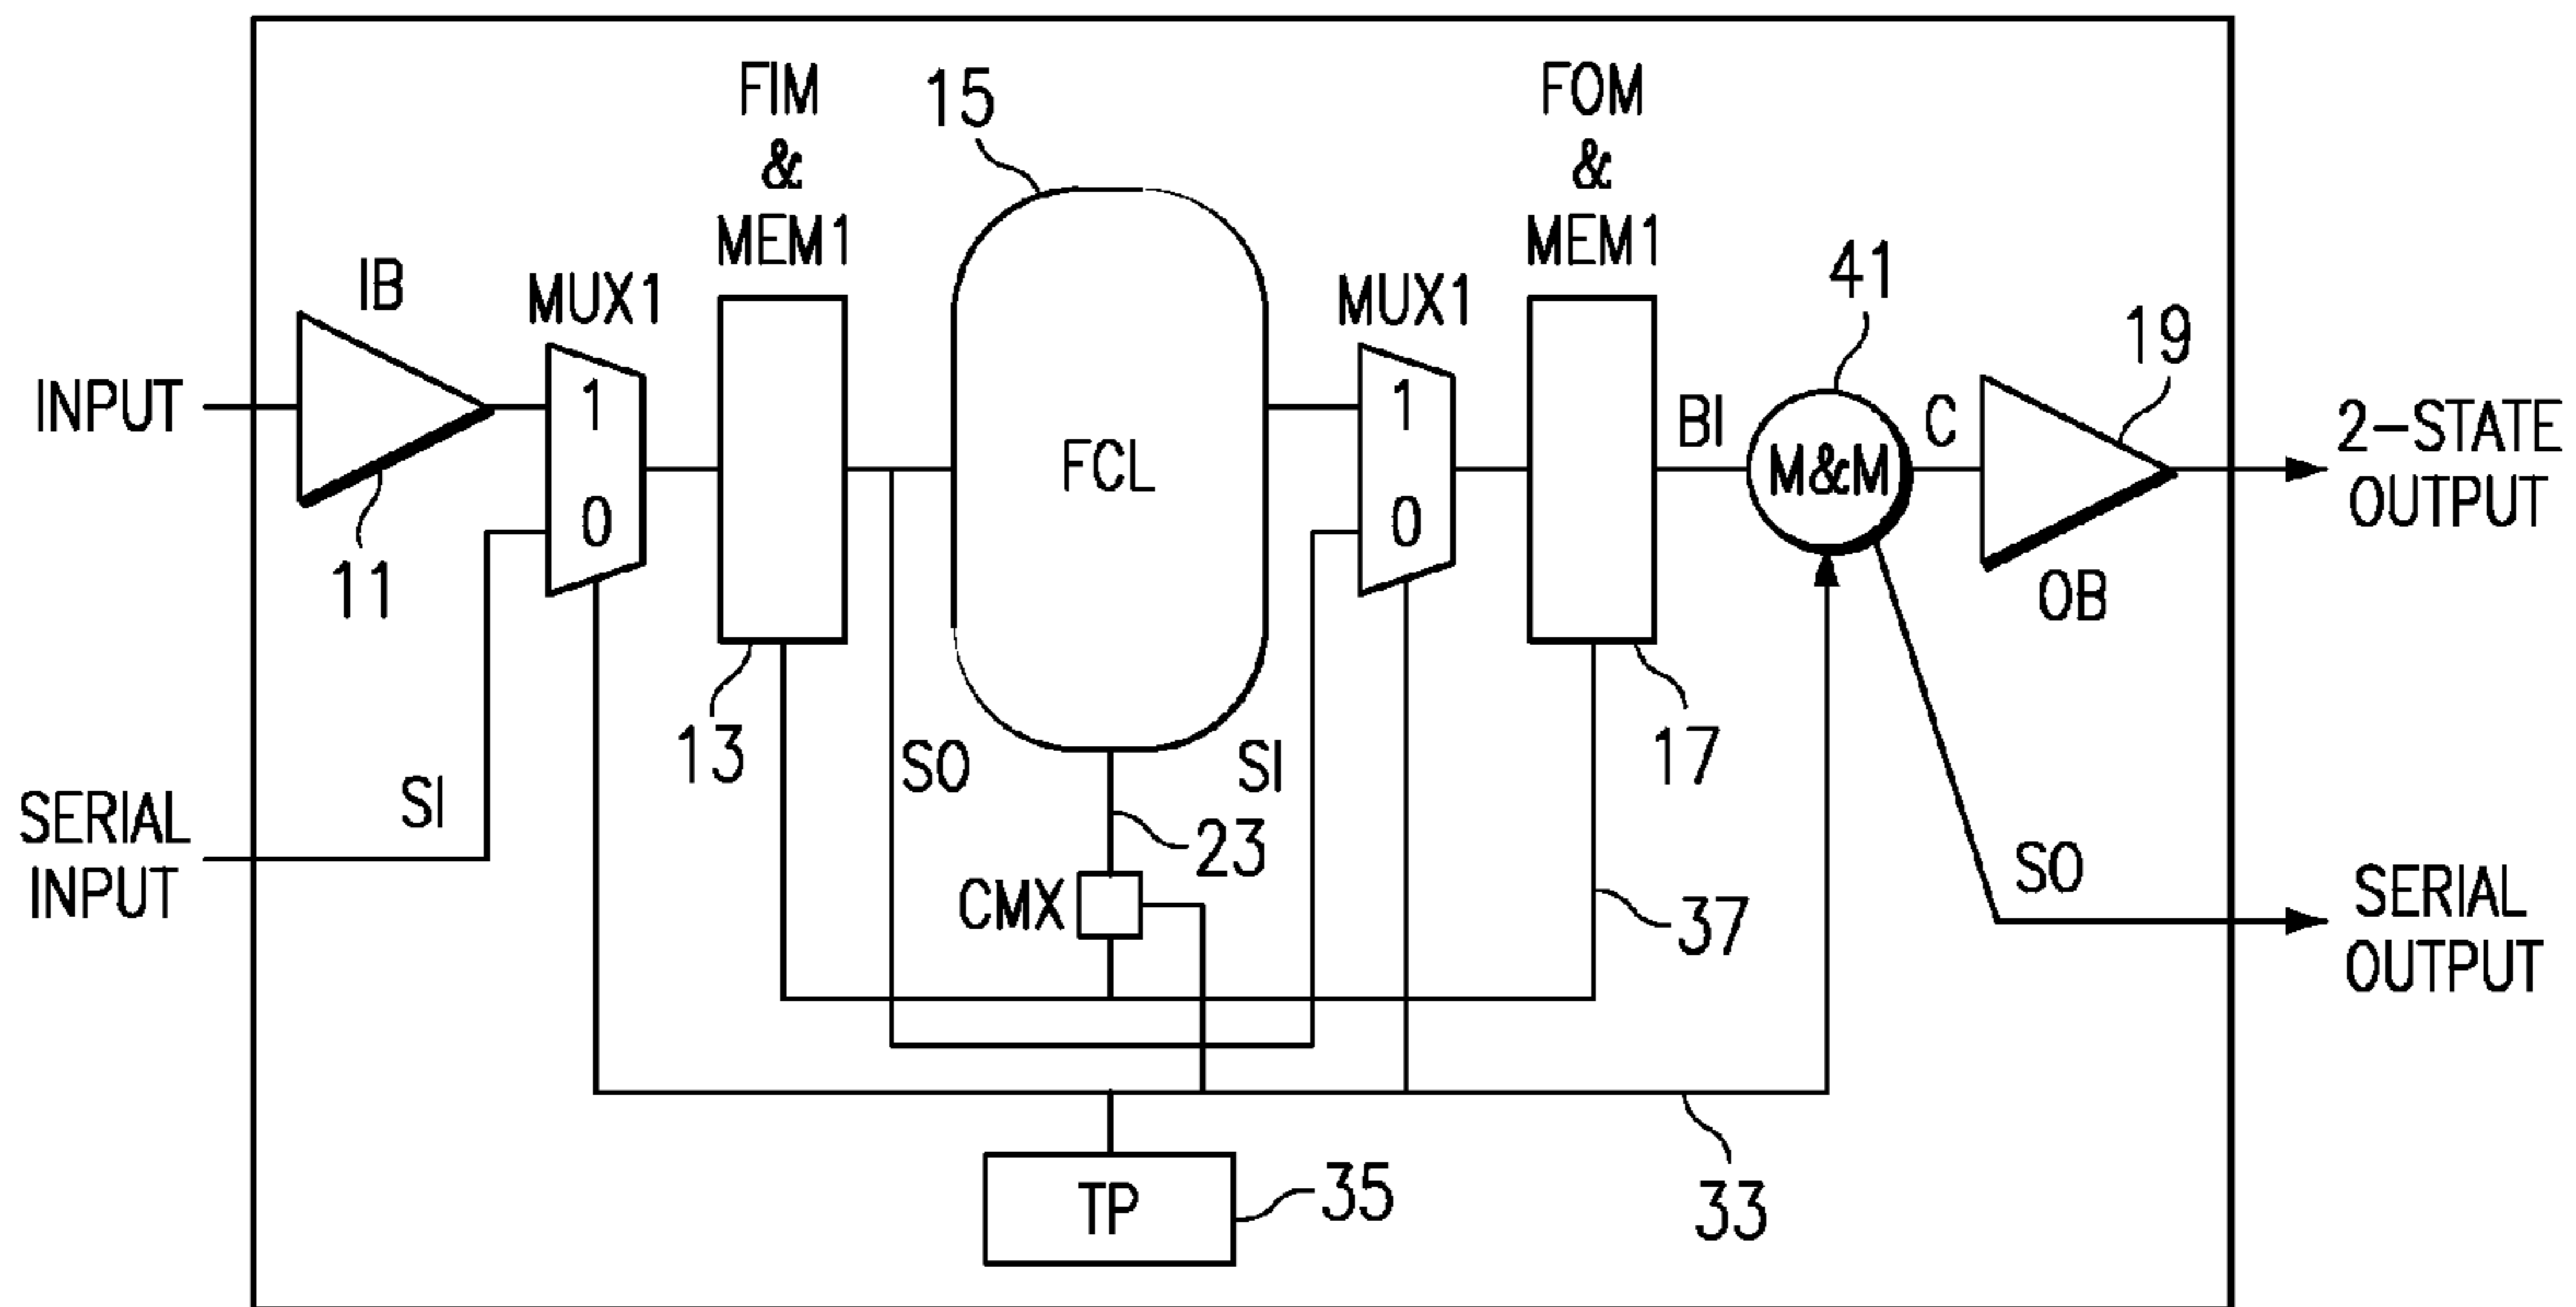 FIM
&
MEM1
15
FOM
&
MEM1
41
19
IB
MUX1
MUX1
INPUT
1
0
FCL
1
0
BI
M&M
C
2-STATE
OUTPUT
11
OB
13
SO
SI
17
SI
SERIAL
INPUT
23
CMX
37
SO
SERIAL
OUTPUT
TP
35
33